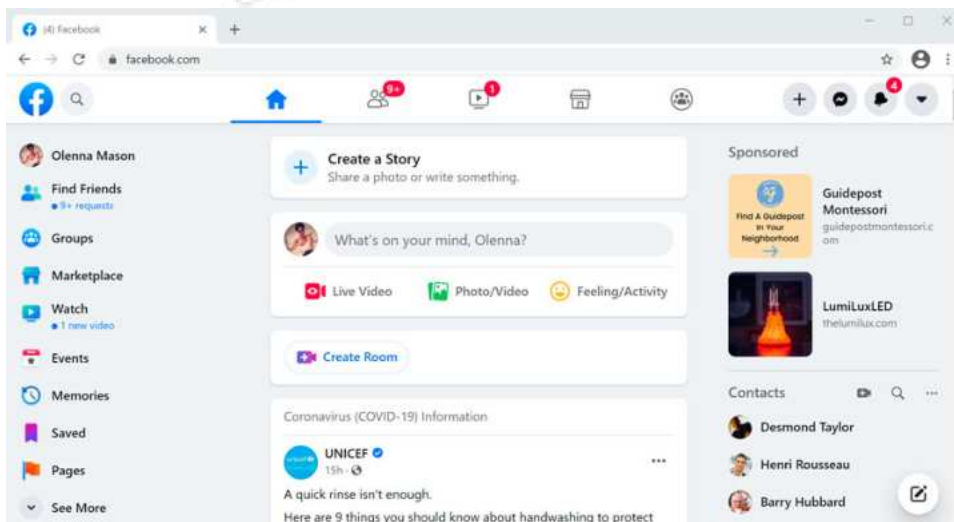 (4) Facebook
facebook.com
9+
1
4
Olenna Mason
Find Friends
9+ requests
Groups
Marketplace
Watch
1 new video
Events
Memories
Saved
Pages
See More
Create a Story
Share a photo or write something.
What's on your mind, Olenna?
Live Video
Photo/Video
Feeling/Activity
Create Room
Coronavirus (COVID-19) Information
UNICEF
15h
A quick rinse isn't enough.
Here are 9 things you should know about handwashing to protect
Sponsored
Find A Guidepost
In Your
Neighborhood
Guidepost
Montessori
guidepostmontessori.c
om
LumiLuxLED
thelumilux.com
Contacts
Desmond Taylor
Henri Rousseau
Barry Hubbard